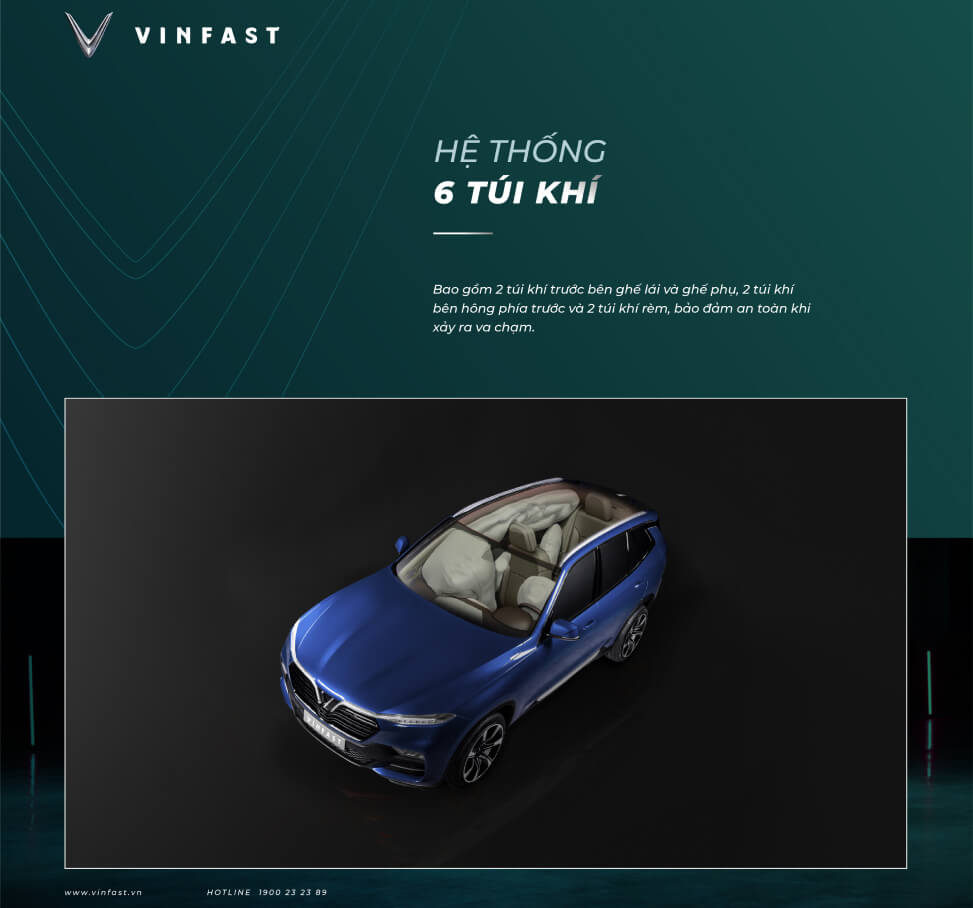 VINFAST
HỆ THỐNG
6 TÚI KHÍ
Bao gồm 2 túi khí trước bên ghế lái và ghế phụ, 2 túi khí
bên hông phía trước và 2 túi khí rèm, bảo đảm an toàn khi
xảy ra va chạm.
VINFAST
www.vinfast.vn
HOTLINE 1900 23 23 89